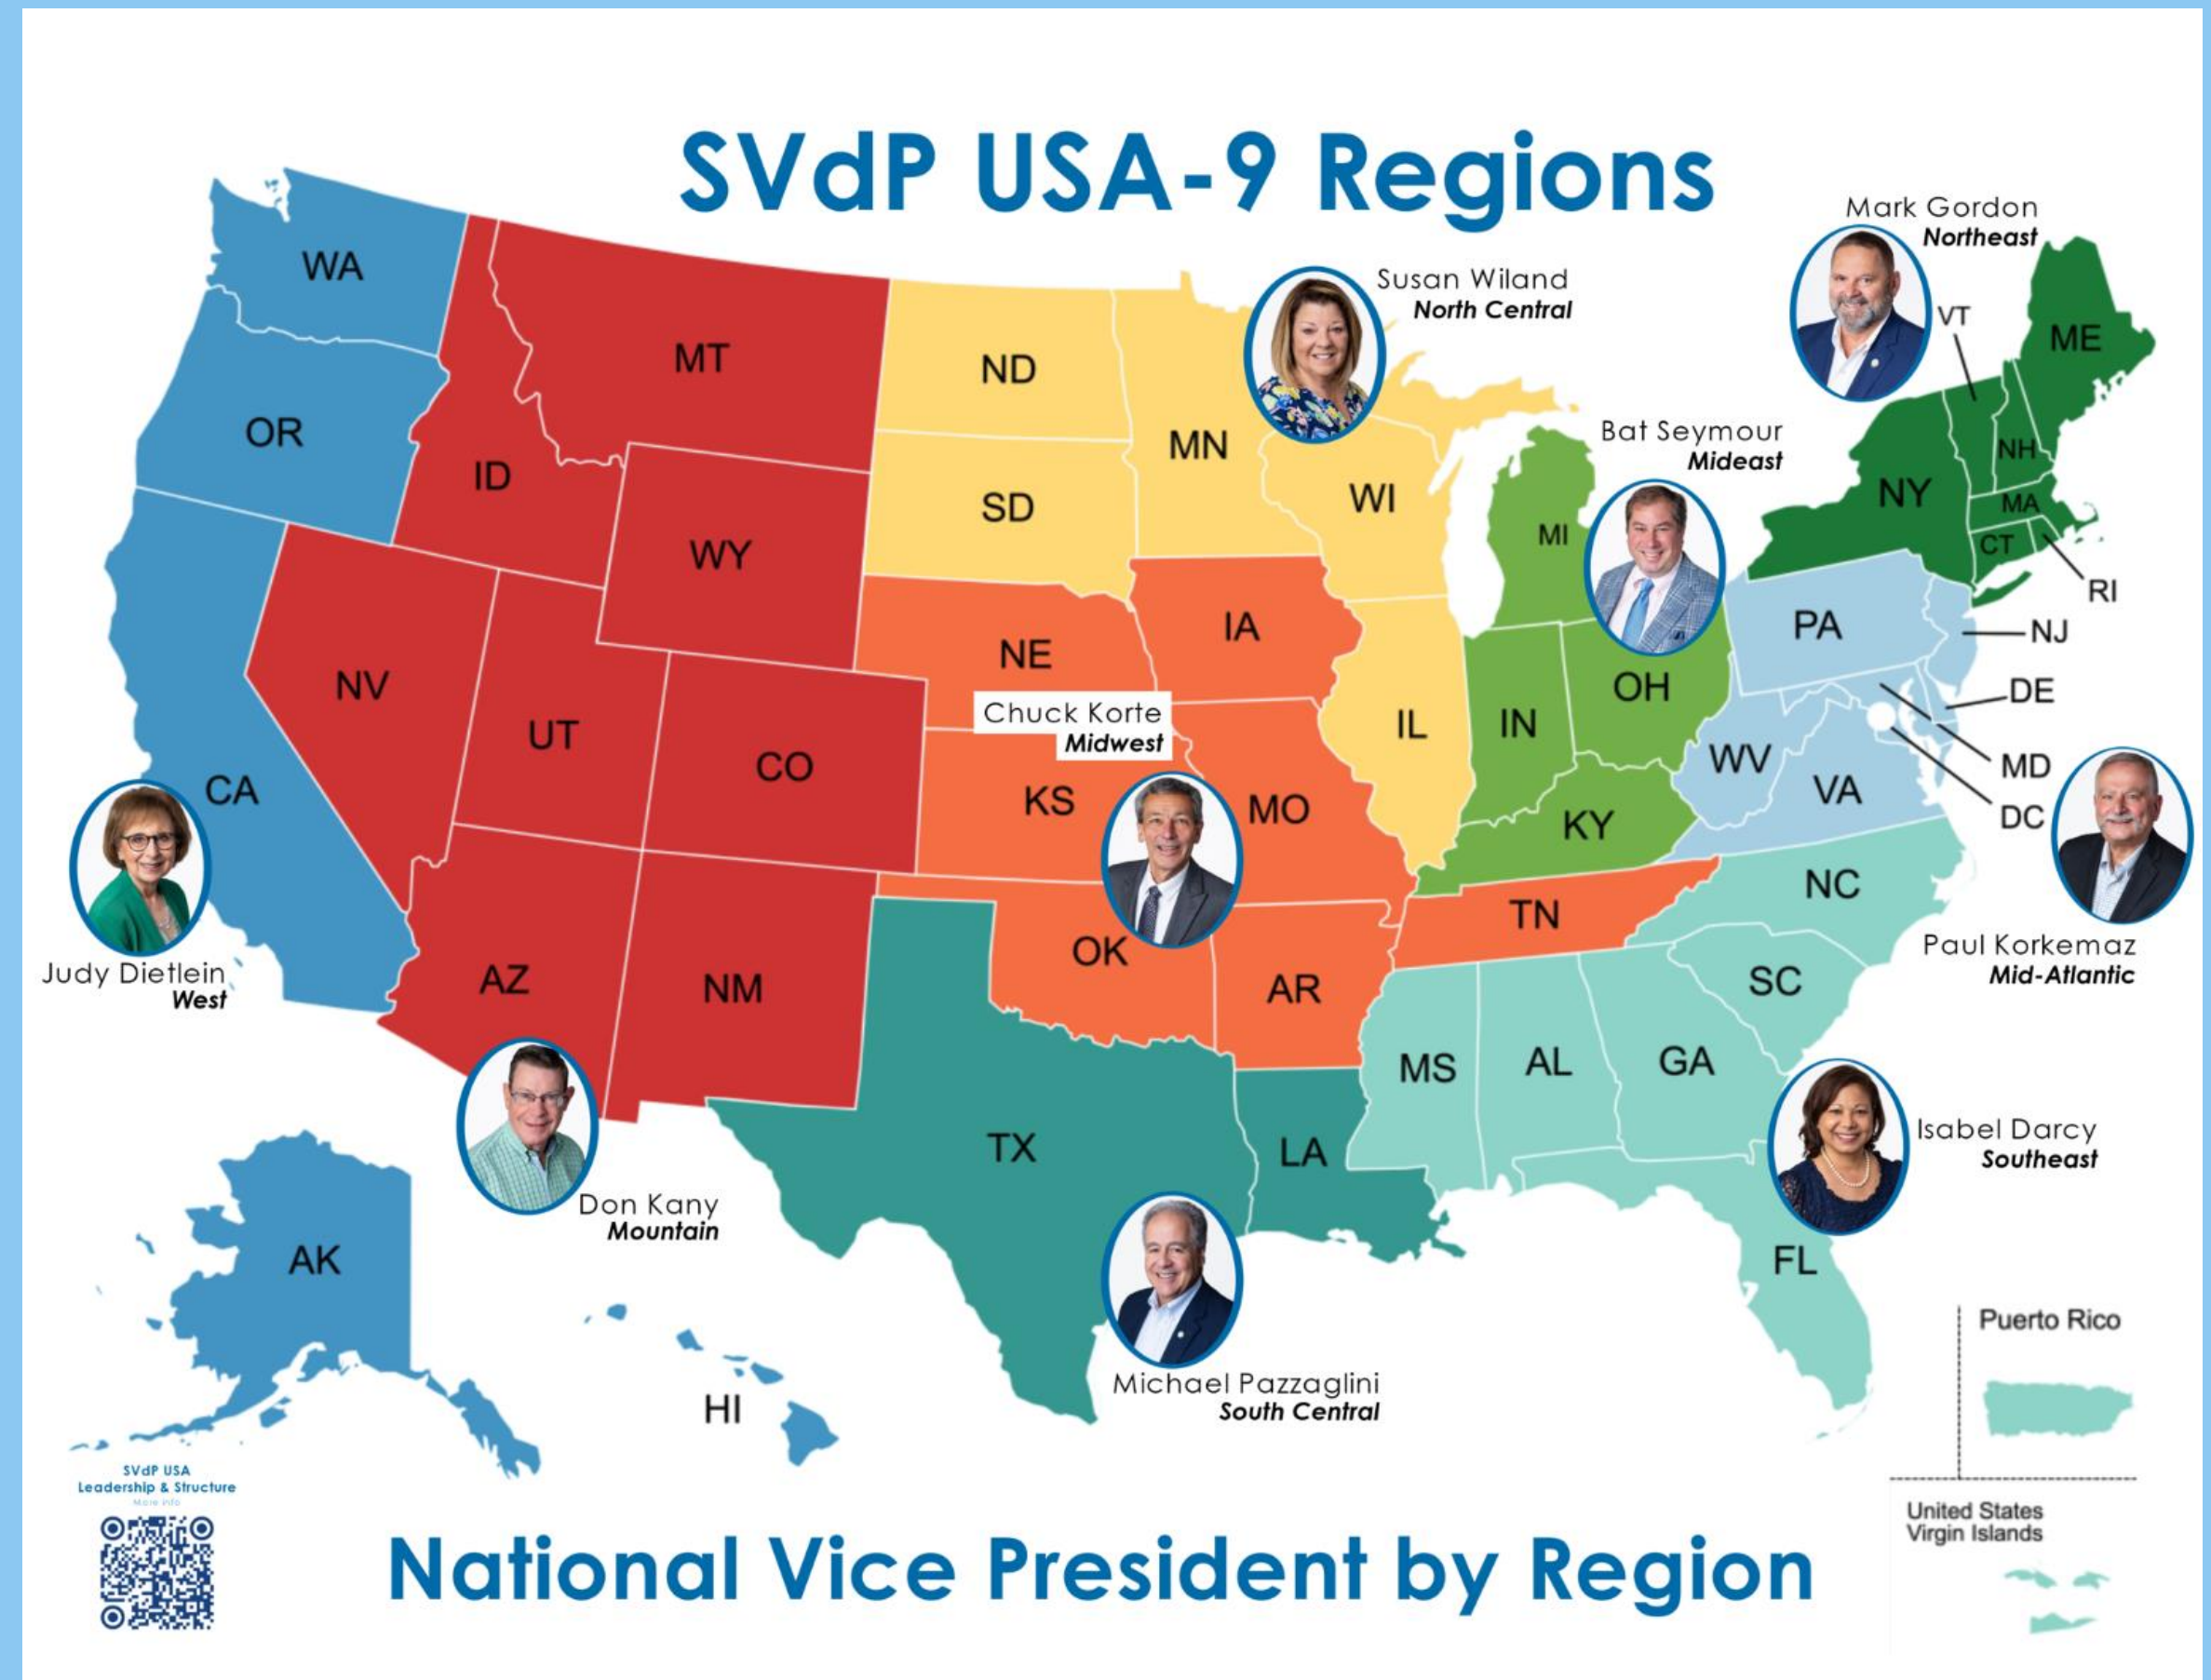 SVdP USA-9 Regions
Mark Gordon
Northeast
Susan Wiland
North Central
Bat Seymour
Mideast
Chuck Korte
Midwest
Judy Dietlein
West
Don Kany
Mountain
Michael Pazzaglini
South Central
Isabel Darcy
Southeast
Paul Korkemaz
Mid-Atlantic
WA
OR
CA
ID
MT
WY
NV
UT
CO
AZ
NM
ND
SD
MN
WI
IL
NE
IA
KS
MO
OK
AR
TN
MI
IN
OH
KY
VT
ME
NH
NY
MA
CT
RI
PA
NJ
DE
MD
DC
WV
VA
NC
SC
MS
AL
GA
FL
TX
LA
AK
HI
Puerto Rico
United States
Virgin Islands
SVdP USA
Leadership & Structure
More info
National Vice President by Region